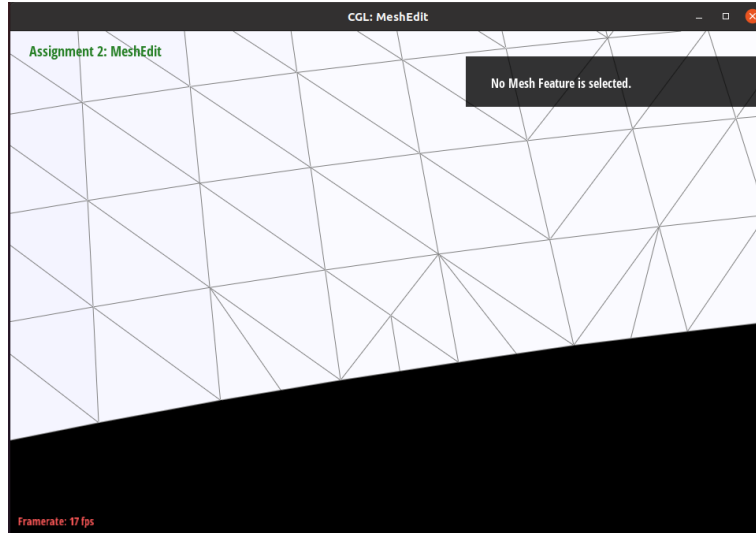 CGL: MeshEdit
Assignment 2: MeshEdit
No Mesh Feature is selected.
Framerate: 17 fps